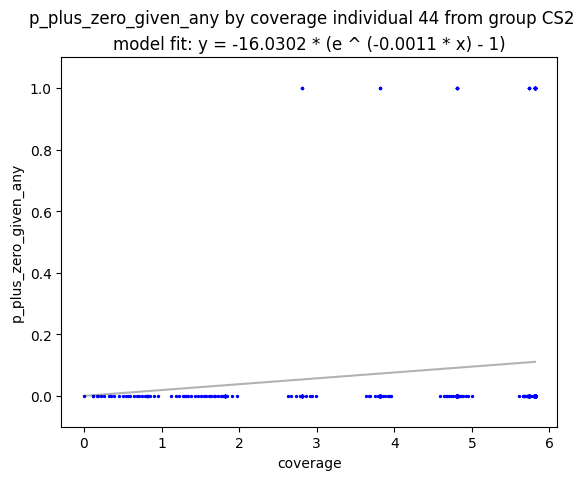 p_plus_zero_given_any by coverage individual 44 from group CS2
model fit: y = -16.0302 * (e ^ (-0.0011 * x) - 1)
1.0
0.8
0.6
0.4
0.2
0.0
p_plus_zero_given_any
0 1 2 3 4 5 6
coverage